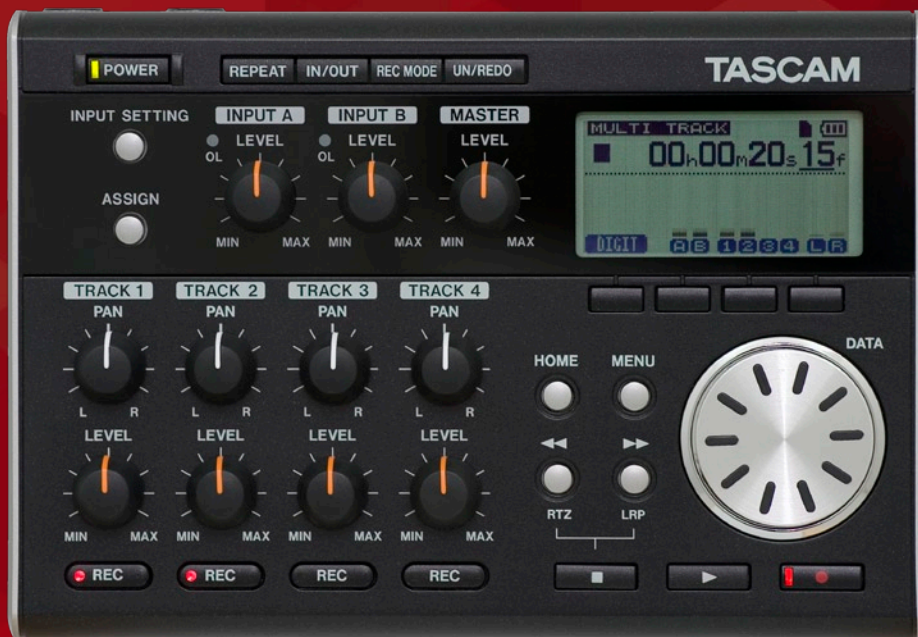 POWER REPEAT IN/OUT REC MODE UN/REDO TASCAM
INPUT SETTING INPUT A INPUT B MASTER
OL LEVEL OL LEVEL LEVEL
MULTI TRACK
00h00m20s15f
ASSIGN
MIN MAX MIN MAX MIN MAX
DIGIT A B 1 2 3 4 L R
TRACK 1 TRACK 2 TRACK 3 TRACK 4
PAN PAN PAN PAN
DATA
HOME MENU
L R L R L R L R
LEVEL LEVEL LEVEL LEVEL
RTZ LRP
MIN MAX MIN MAX MIN MAX MIN MAX
REC REC REC REC